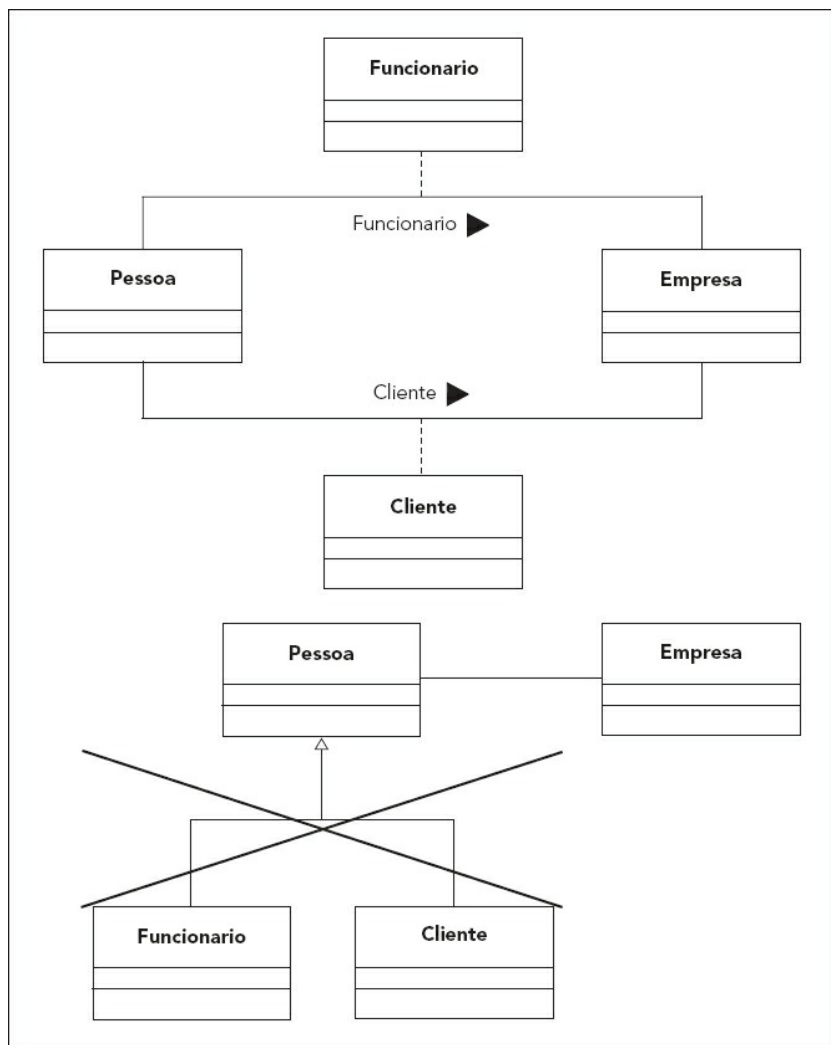 Funcionario
Funcionario
Pessoa
Empresa
Cliente
Cliente
Pessoa
Empresa
Funcionario
Cliente